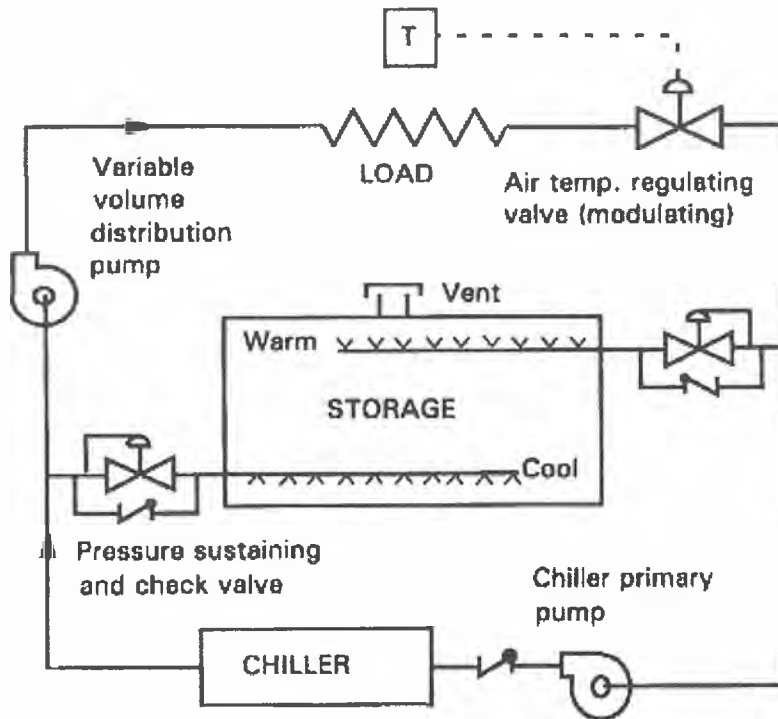 T
Variable
volume
distribution
pump
LOAD
Air temp. regulating
valve (modulating)
Vent
Warm
STORAGE
Cool
Pressure sustaining
and check valve
Chiller primary
pump
CHILLER